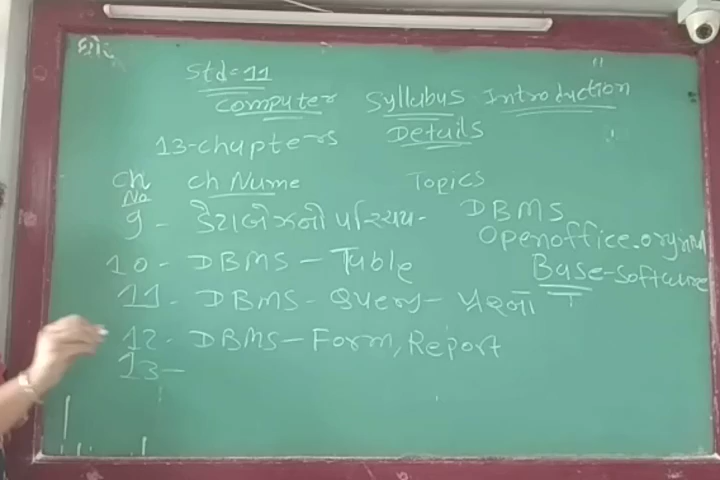 Std=11
Computer Syllabus Introduction
Details
13-chapters
Ch No ch Name Topics
9 - ડેટાબેઝનો પરિચય - DBMS
Openoffice.org
Base-software
10 - DBMS - Table
11 - DBMS - ક્વેરી - પ્રશ્નો
12 - DBMS - Form, Report
13 -